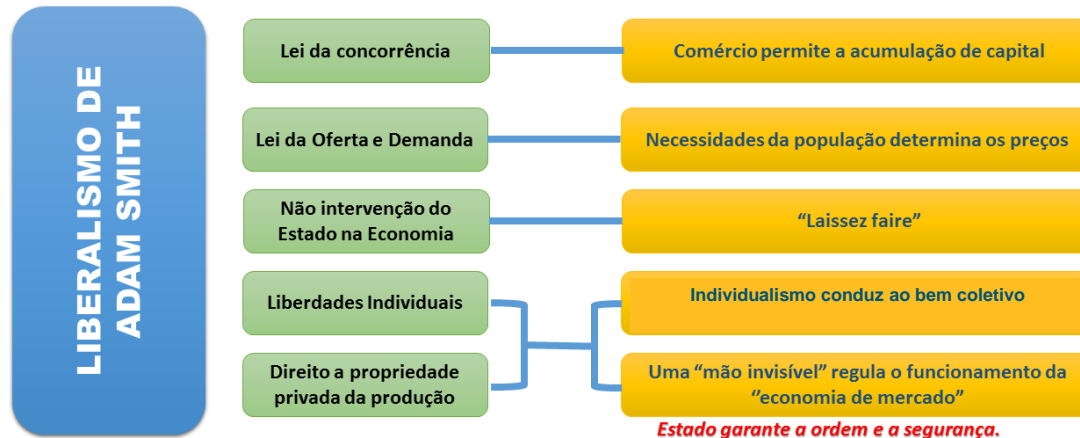 LIBERALISMO DE
ADAM SMITH
Lei da concorrência
Comércio permite a acumulação de capital
Lei da Oferta e Demanda
Necessidades da população determina os preços
Não intervenção do
Estado na Economia
“Laissez faire”
Liberdades Individuais
Individualismo conduz ao bem coletivo
Direito a propriedade
privada da produção
Uma “mão invisível” regula o funcionamento da
“economia de mercado”
Estado garante a ordem e a segurança.